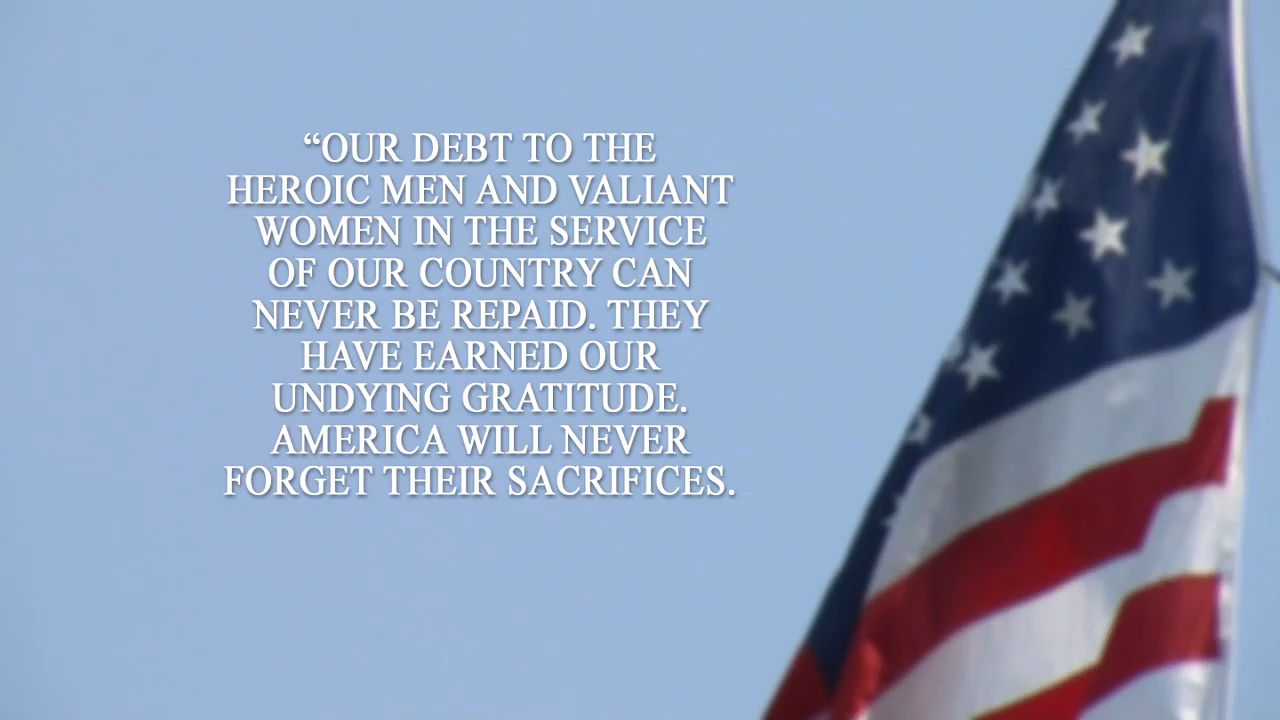 “OUR DEBT TO THE
HEROIC MEN AND VALIANT
WOMEN IN THE SERVICE
OF OUR COUNTRY CAN
NEVER BE REPAID. THEY
HAVE EARNED OUR
UNDYING GRATITUDE.
AMERICA WILL NEVER
FORGET THEIR SACRIFICES.